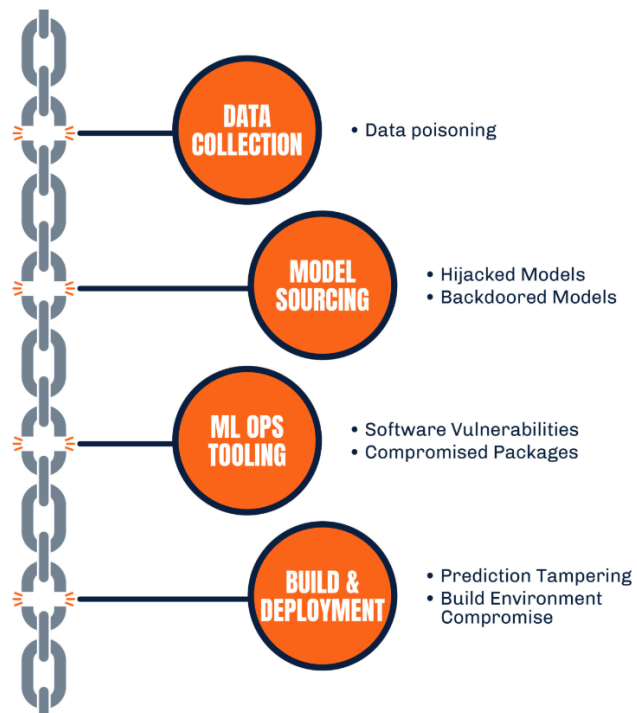 DATA
COLLECTION
• Data poisoning
MODEL
SOURCING
• Hijacked Models
• Backdoored Models
ML OPS
TOOLING
• Software Vulnerabilities
• Compromised Packages
BUILD &
DEPLOYMENT
• Prediction Tampering
• Build Environment
Compromise